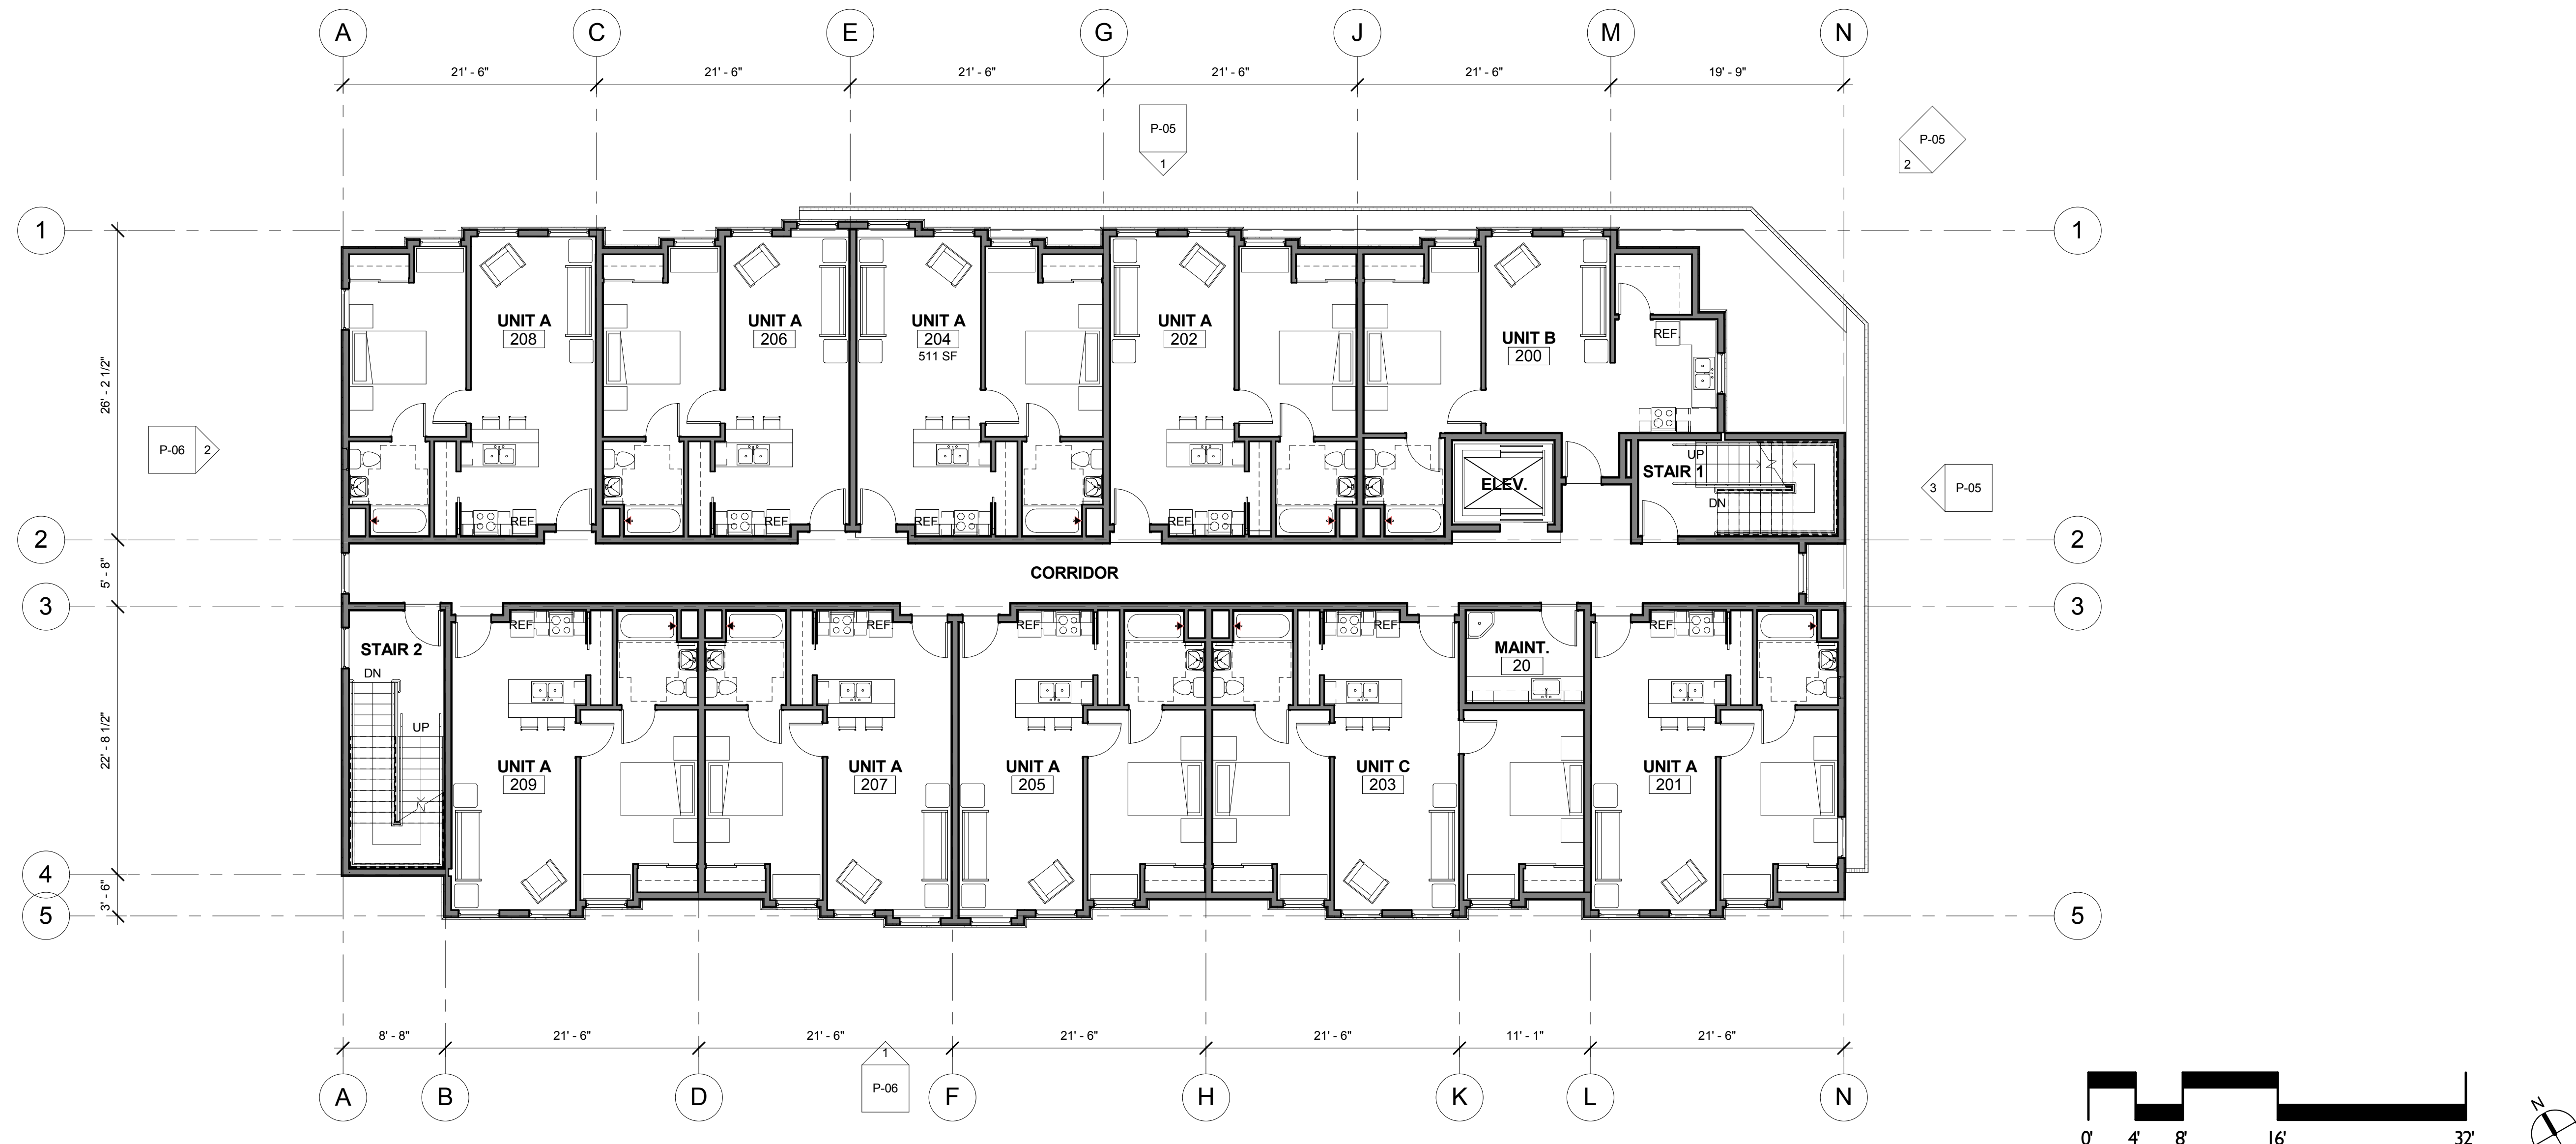 A C E G J M N
21' - 6" 21' - 6" 21' - 6" 21' - 6" 21' - 6" 19' - 9"
P-05
1
P-05
2
1 1
UNIT A UNIT A UNIT A UNIT A UNIT B
208 206 204 202 200
511 SF
REF.
26' - 2 1/2"
P-06 2
UP
STAIR 1
ELEV.
DN
3 P-05
REF. REF. REF. REF.
2 2
5' - 8"
CORRIDOR
3 3
REF. REF. REF. REF. REF.
STAIR 2
MAINT.
20
DN
UP
22' - 8 1/2"
UNIT A UNIT A UNIT A UNIT C UNIT A
209 207 205 203 201
4
3' - 6"
5 5
8' - 8" 21' - 6" 21' - 6" 21' - 6" 21' - 6" 11' - 1" 21' - 6"
1
P-06
A B D F H K L N
N
0' 4' 8' 16' 32'